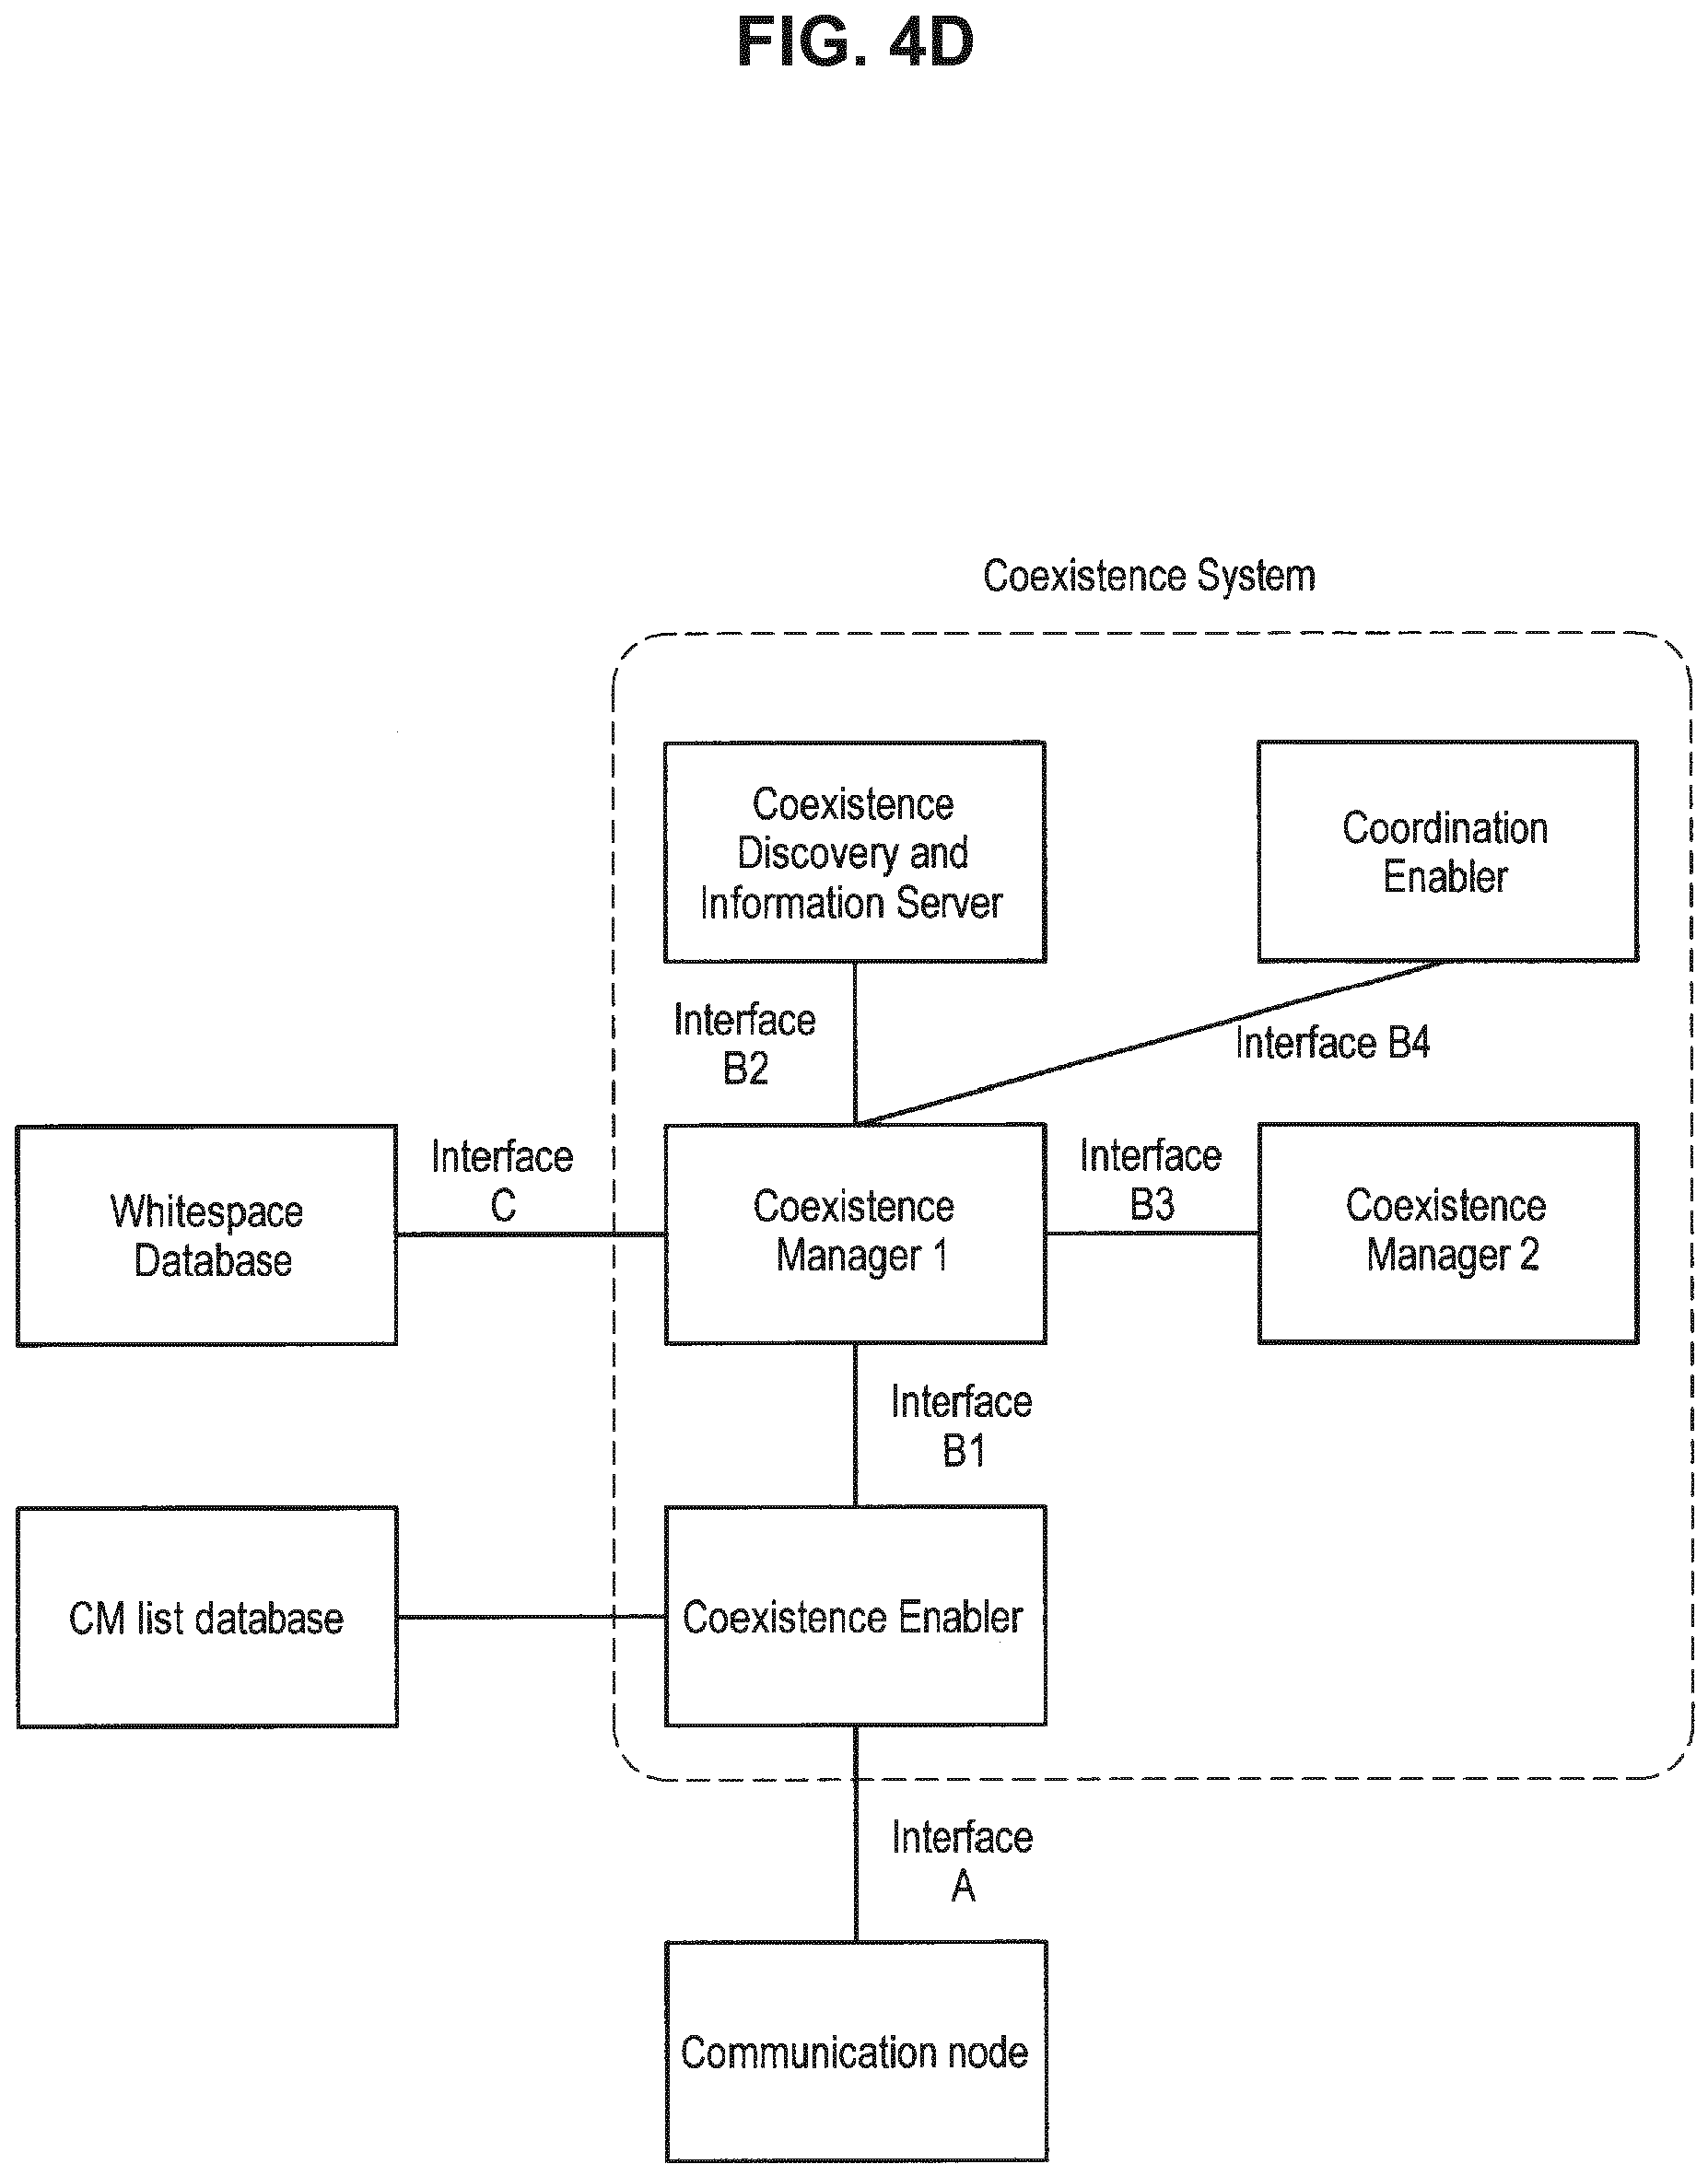 FIG. 4D
Coexistence System
Coexistence
Discovery and
Information Server
Coordination
Enabler
Interface
B2
Interface B4
Whitespace
Database
Interface
C
Coexistence
Manager 1
Interface
B3
Coexistence
Manager 2
Interface
B1
CM list database
Coexistence Enabler
Interface
A
Communication node